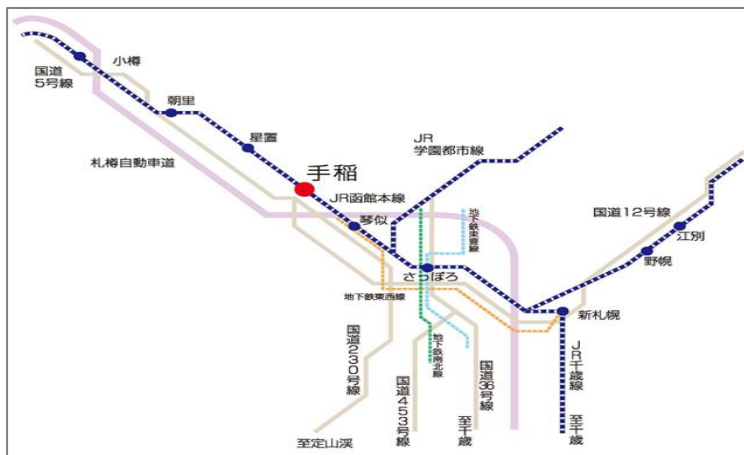 小樽
国道
5号線
朝里
星置
JR
学園都市線
札樽自動車道
手稲
JR函館本線
地下鉄東豊線
国道12号線
琴似
江別
野幌
さっぽろ
地下鉄東西線
新札幌
地下鉄南北線
国道230号線
国道453号線
国道36号線
JR千歳線
至千歳
至千歳
至定山渓